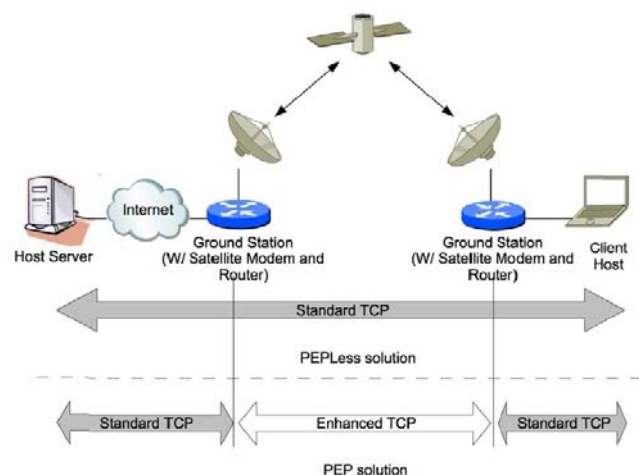 Internet
Host Server
Ground Station
(W/ Satellite Modem and
Router)
Ground Station
(W/ Satellite Modem and
Router)
Client
Host
Standard TCP
PEPLess solution
Standard TCP
Enhanced TCP
Standard TCP
PEP solution